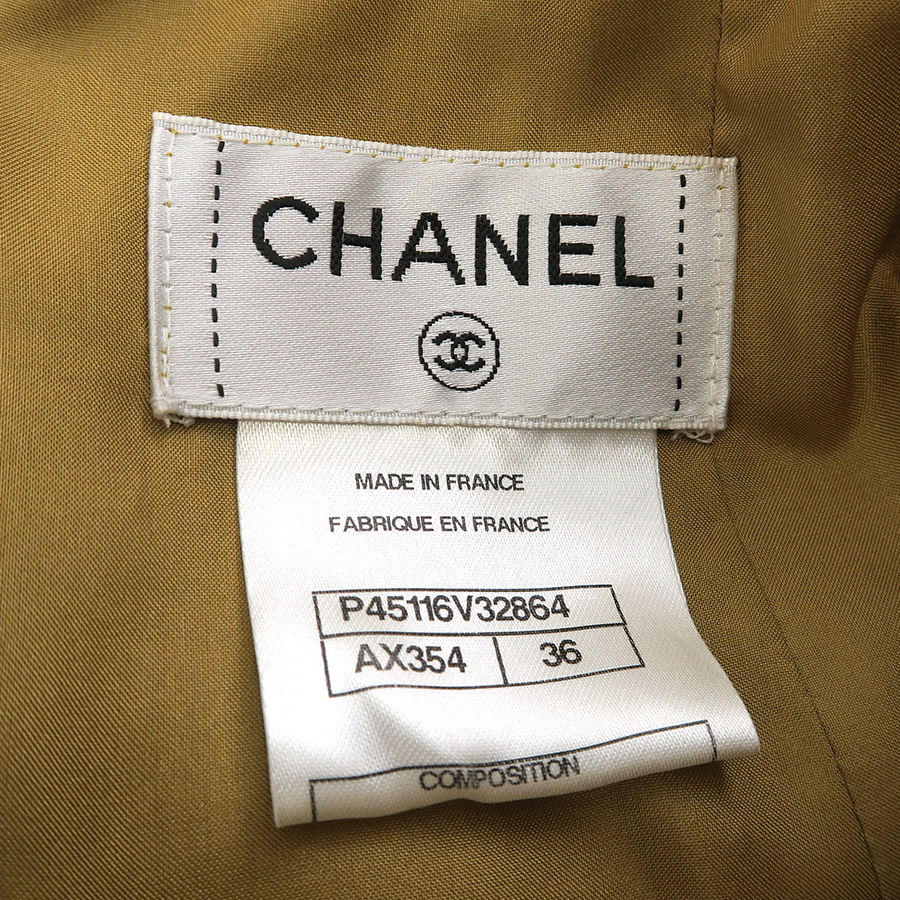 CHANEL
MADE IN FRANCE
FABRIQUE EN FRANCE
P45116V32864
AX354 36
COMPOSITION